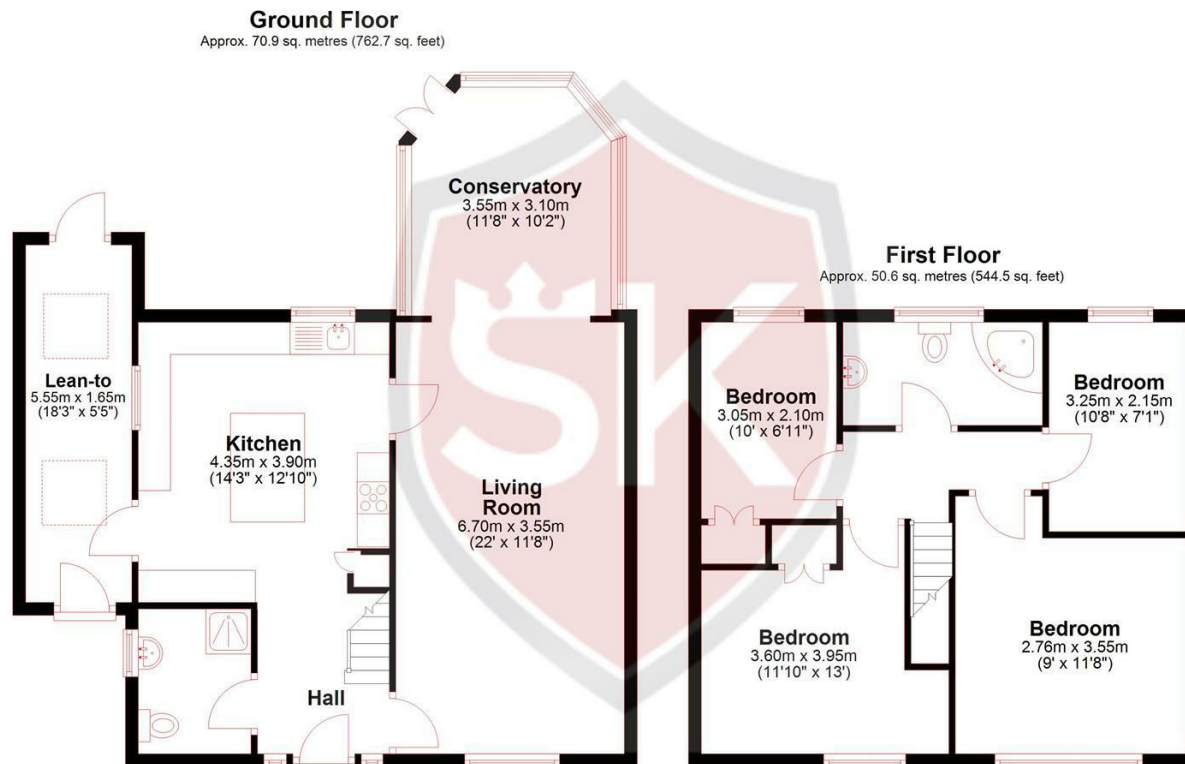 Ground Floor
Approx. 70.9 sq. metres (762.7 sq. feet)
Conservatory
3.55m x 3.10m
(11'8" x 10'2")
Lean-to
5.55m x 1.65m
(18'3" x 5'5")
Kitchen
4.35m x 3.90m
(14'3" x 12'10")
Living
Room
6.70m x 3.55m
(22' x 11'8")
Hall
First Floor
Approx. 50.6 sq. metres (544.5 sq. feet)
Bedroom
3.05m x 2.10m
(10' x 6'11")
Bedroom
3.25m x 2.15m
(10'8" x 7'1")
Bedroom
3.60m x 3.95m
(11'10" x 13')
Bedroom
2.76m x 3.55m
(9' x 11'8")
SK